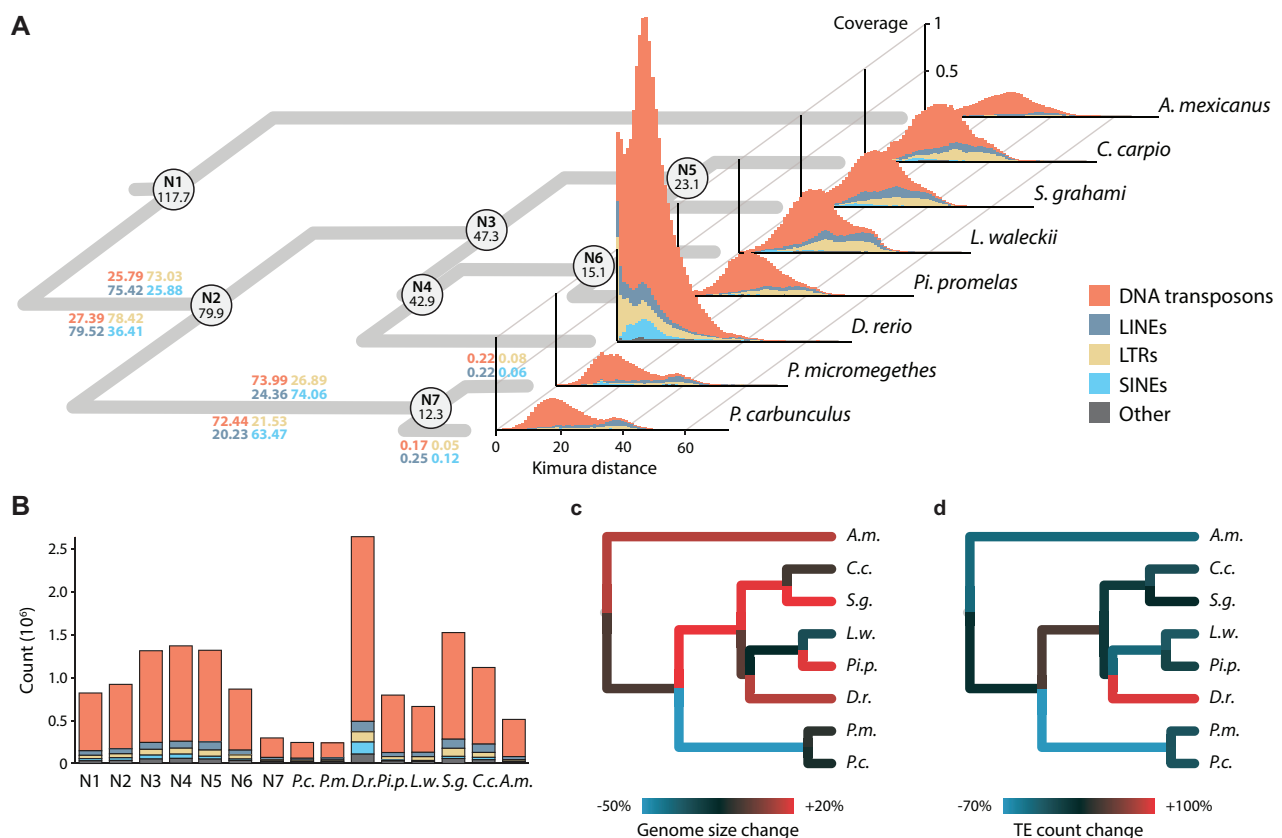 A
Coverage
1
0.5
A. mexicanus
C. carpio
S. grahami
L. waleckii
Pi. promelas
D. rerio
P. micromegethes
P. carbunculus
N1
117.7
N2
79.9
N3
47.3
N4
42.9
N5
23.1
N6
15.1
N7
12.3
25.79 73.03
75.42 25.88
27.39 78.42
79.52 36.41
73.99 26.89
24.36 74.06
72.44 21.53
20.23 63.47
0.22 0.08
0.22 0.06
0.17 0.05
0.25 0.12
0 20 40 60
Kimura distance
DNA transposons
LINEs
LTRs
SINEs
Other
B
Count (10⁶)
2.5
2.0
1.5
1.0
0.5
0
N1 N2 N3 N4 N5 N6 N7 P.c. P.m. D.r. Pi.p. L.w. S.g. C.c. A.m.
c
A.m.
C.c.
S.g.
L.w.
Pi.p.
D.r.
P.m.
P.c.
-50% +20%
Genome size change
d
A.m.
C.c.
S.g.
L.w.
Pi.p.
D.r.
P.m.
P.c.
-70% +100%
TE count change